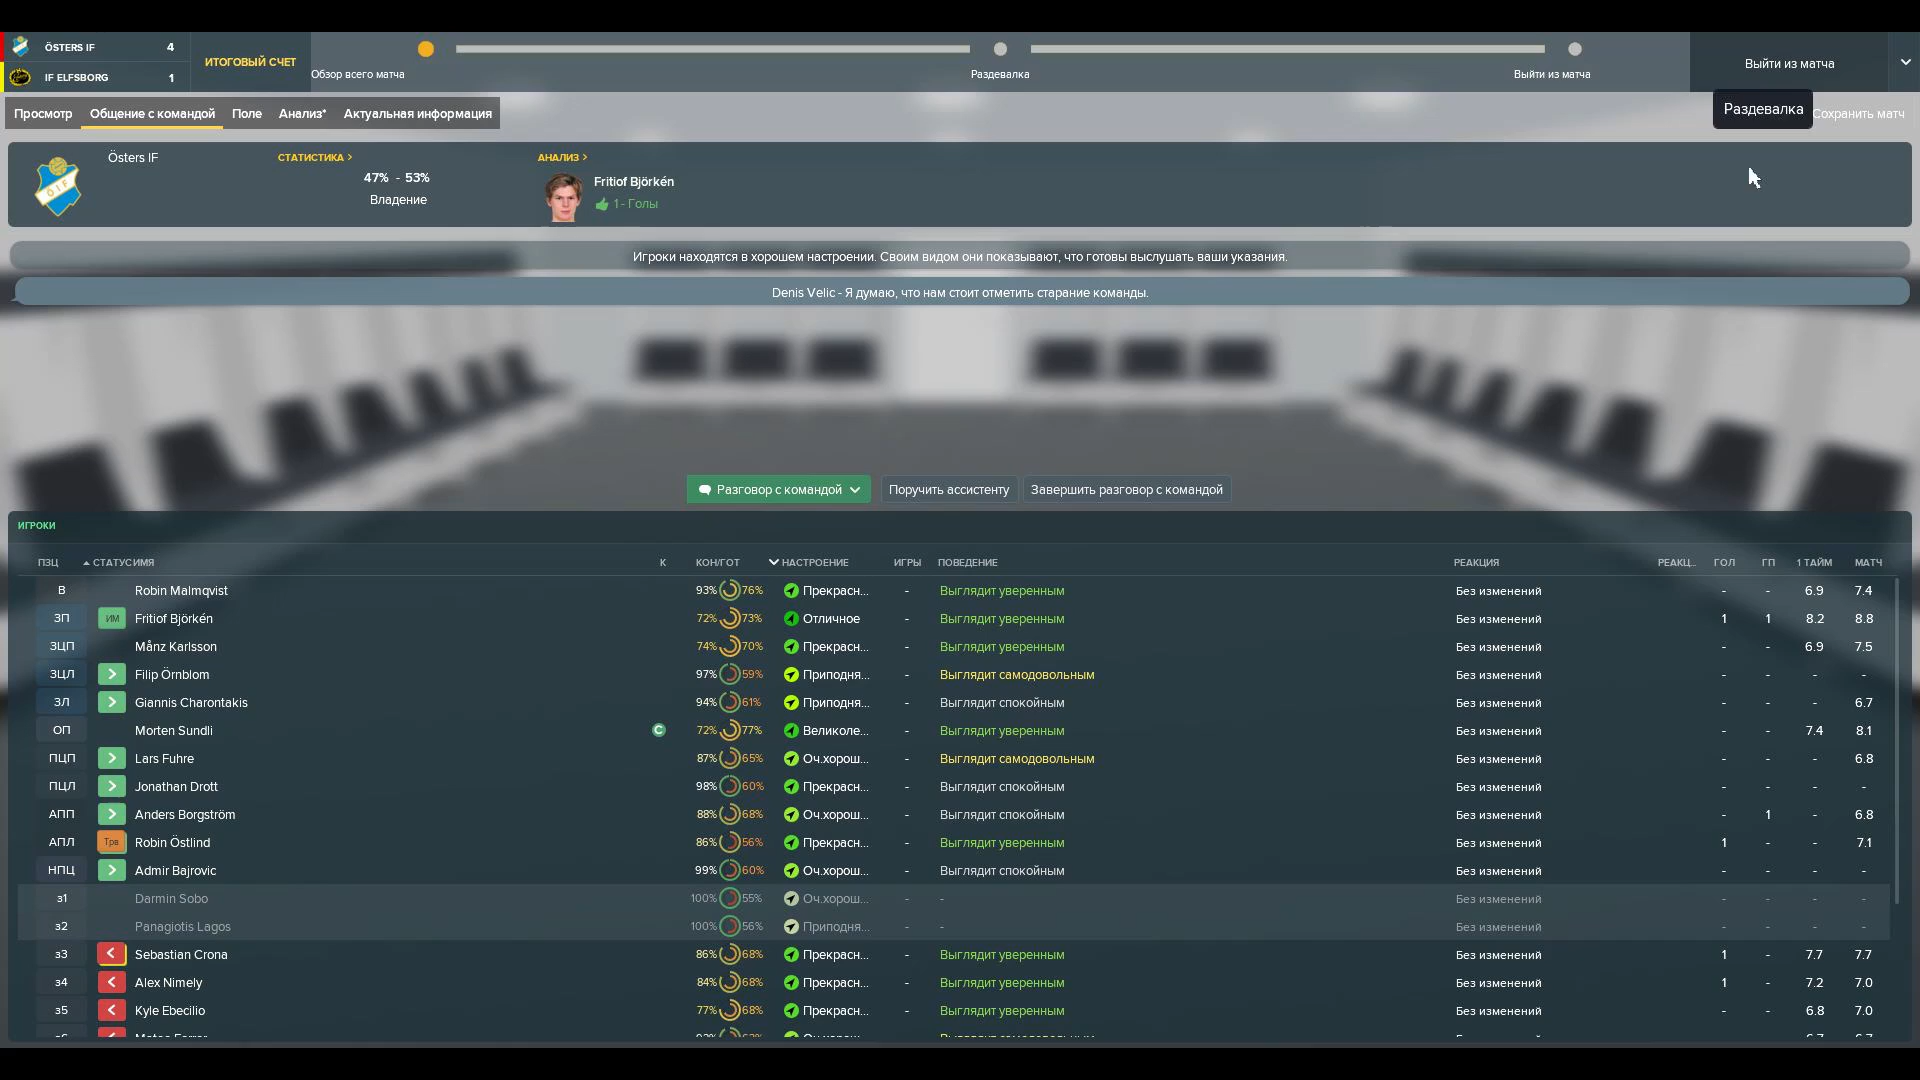 ÖSTERS IF 4
IF ELFSBORG 1
ИТОГОВЫЙ СЧЕТ
Обзор всего матча
Раздевалка
Выйти из матча
Выйти из матча
Просмотр Общение с командой Поле Анализ* Актуальная информация
Раздевалка
Сохранить матч
Östers IF
СТАТИСТИКА >
47% - 53%
Владение
АНАЛИЗ >
Fritiof Björkén
1 - Голы
Игроки находятся в хорошем настроении. Своим видом они показывают, что готовы выслушать ваши указания.
Denis Velic - Я думаю, что нам стоит отметить старание команды.
Разговор с командой Поручить ассистенту Завершить разговор с командой
ИГРОКИ
ПЗЦ СТАТУС ИМЯ К КОН/ГОТ НАСТРОЕНИЕ ИГРЫ ПОВЕДЕНИЕ РЕАКЦИЯ РЕАКЦ... ГОЛ ГП 1 ТАЙМ МАТЧ
В Robin Malmqvist 93% 76% Прекрасн... - Выглядит уверенным Без изменений - - 6.9 7.4
ЗП ИМ Fritiof Björkén 72% 73% Отличное - Выглядит уверенным Без изменений 1 1 8.2 8.8
ЗЦП Månz Karlsson 74% 70% Прекрасн... - Выглядит уверенным Без изменений - - 6.9 7.5
ЗЦЛ Filip Örnblom 97% 59% Приподня... - Выглядит самодовольным Без изменений - - - -
ЗЛ Giannis Charontakis 94% 61% Приподня... - Выглядит спокойным Без изменений - - - 6.7
ОП Morten Sundli C 72% 77% Великоле... - Выглядит уверенным Без изменений - - 7.4 8.1
ПЦП Lars Fuhre 87% 65% Оч.хорош... - Выглядит самодовольным Без изменений - - - 6.8
ПЦЛ Jonathan Drott 98% 60% Прекрасн... - Выглядит спокойным Без изменений - - - -
АПП Anders Borgström 88% 68% Оч.хорош... - Выглядит спокойным Без изменений - 1 - 6.8
АПЛ Трв Robin Östlind 86% 56% Прекрасн... - Выглядит уверенным Без изменений 1 - - 7.1
НПЦ Admir Bajrovic 99% 60% Оч.хорош... - Выглядит спокойным Без изменений - - - -
з1 Darmin Sobo 100% 55% Оч.хорош... - - Без изменений - - - -
з2 Panagiotis Lagos 100% 56% Приподня... - - Без изменений - - - -
з3 Sebastian Crona 86% 68% Прекрасн... - Выглядит уверенным Без изменений 1 - 7.7 7.7
з4 Alex Nimely 84% 68% Прекрасн... - Выглядит уверенным Без изменений 1 - 7.2 7.0
з5 Kyle Ebecilio 77% 68% Прекрасн... - Выглядит уверенным Без изменений - - 6.8 7.0